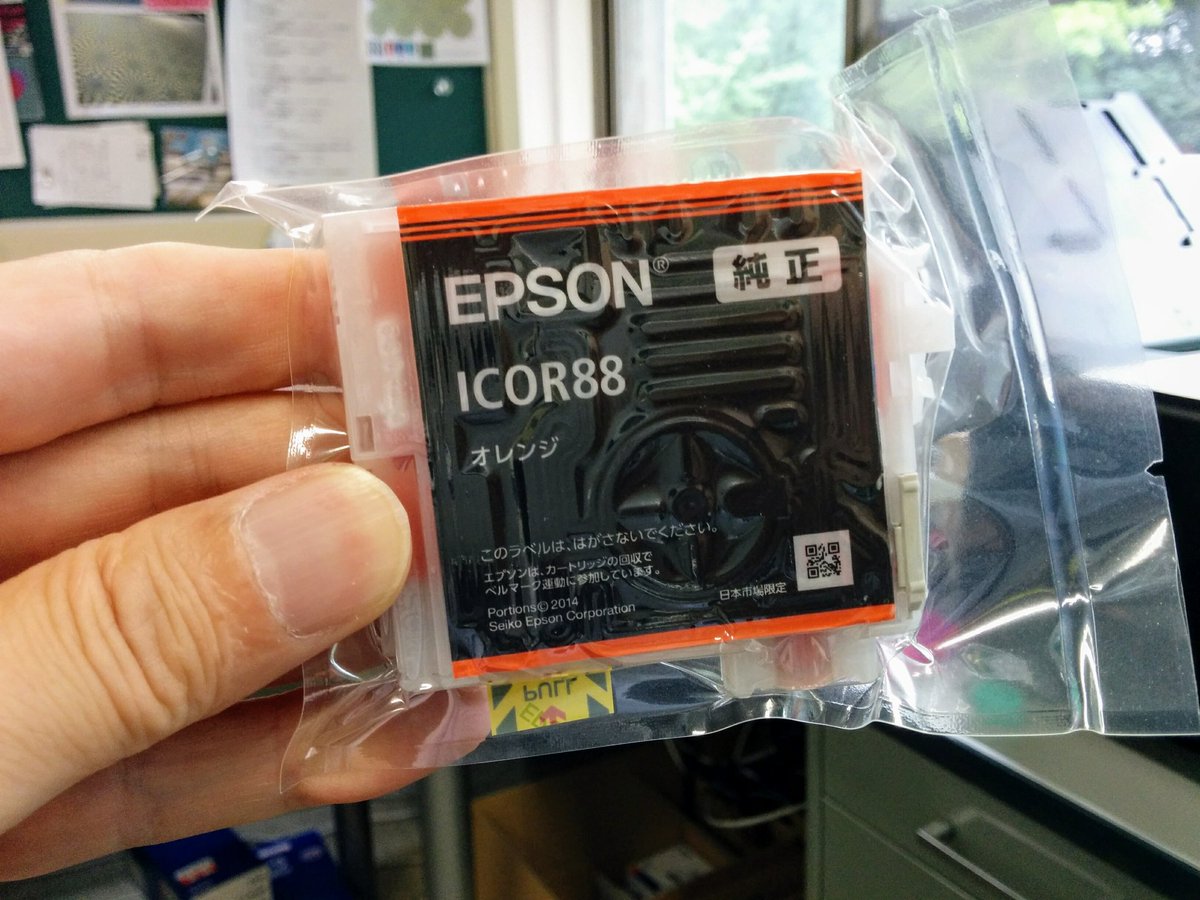 EPSON® 純正
ICOR88
オレンジ
このラベルは、はがさないでください。
エプソンは、カートリッジの回収で
ベルマーク運動に参加しています。
Portions©2014
Seiko Epson Corporation
日本市場限定
PULL